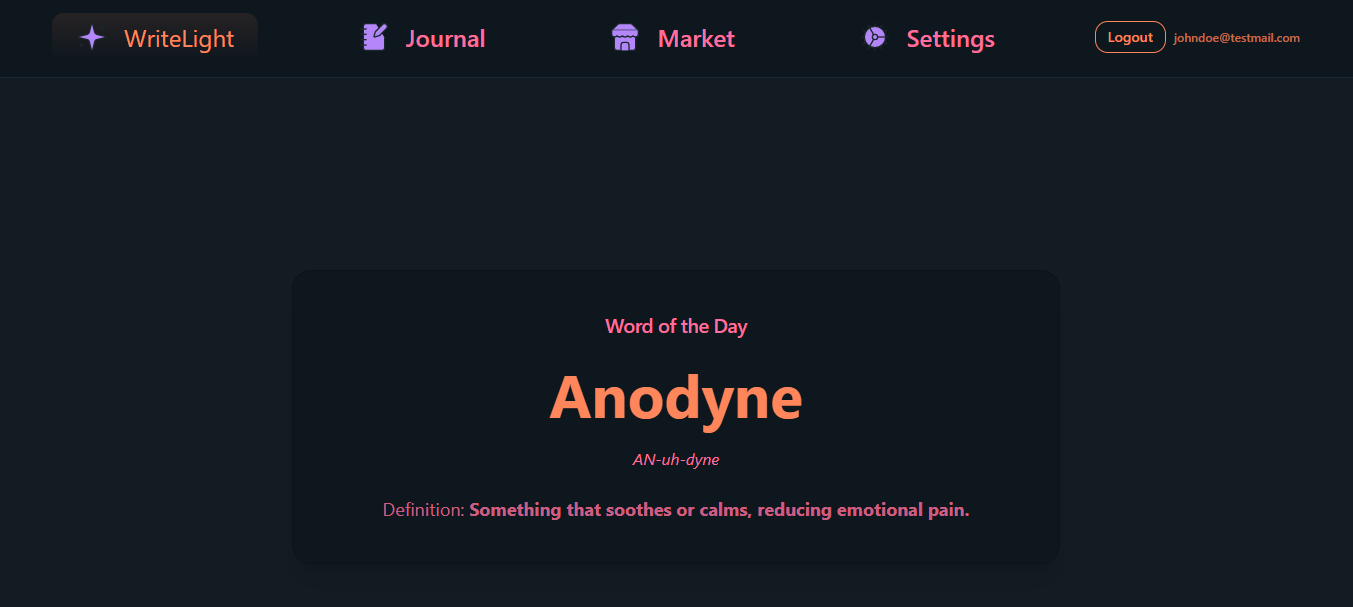 WriteLight
Journal
Market
Settings
Logout
johndoe@testmail.com
Word of the Day
Anodyne
AN-uh-dyne
Definition: Something that soothes or calms, reducing emotional pain.